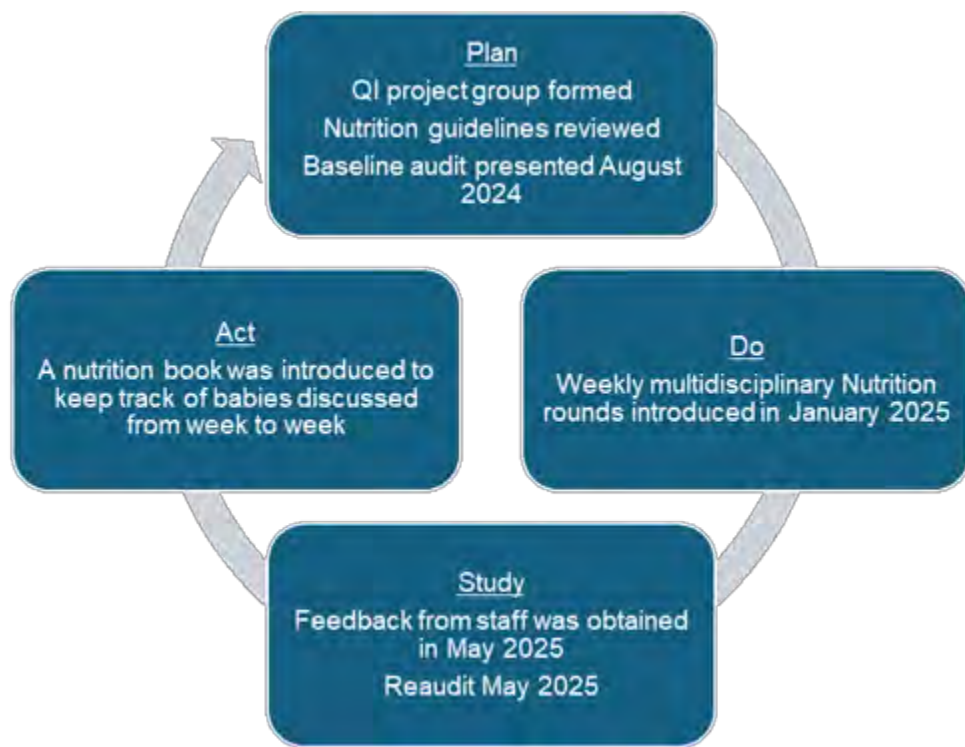 Plan
QI project group formed
Nutrition guidelines reviewed
Baseline audit presented August
2024
Do
Weekly multidisciplinary Nutrition
rounds introduced in January 2025
Study
Feedback from staff was obtained
in May 2025
Reaudit May 2025
Act
A nutrition book was introduced to
keep track of babies discussed
from week to week